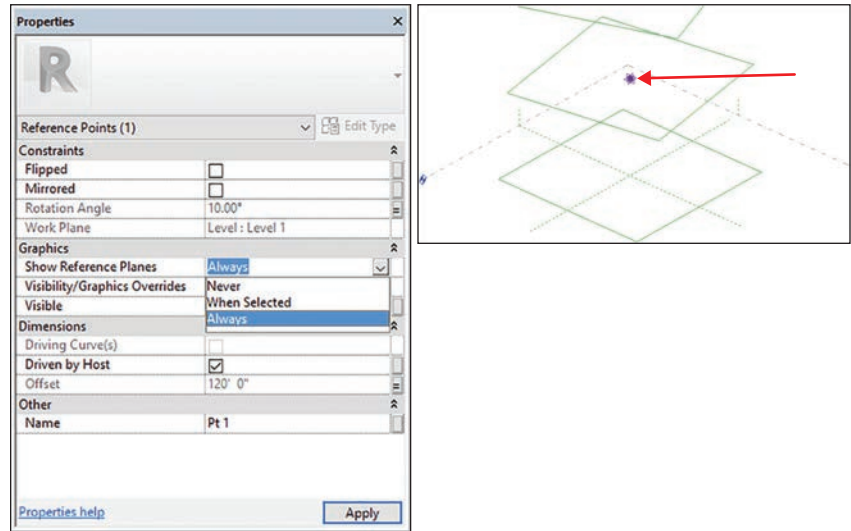 Properties
R
Reference Points (1)
Edit Type
Constraints
Flipped
Mirrored
Rotation Angle 10.00° =
Work Plane Level : Level 1
Graphics
Show Reference Planes Always
Visibility/Graphics Overrides Never
Visible When Selected
Always
Dimensions
Driving Curve(s)
Driven by Host
Offset 120' 0" =
Other
Name Pt 1
Properties help
Apply